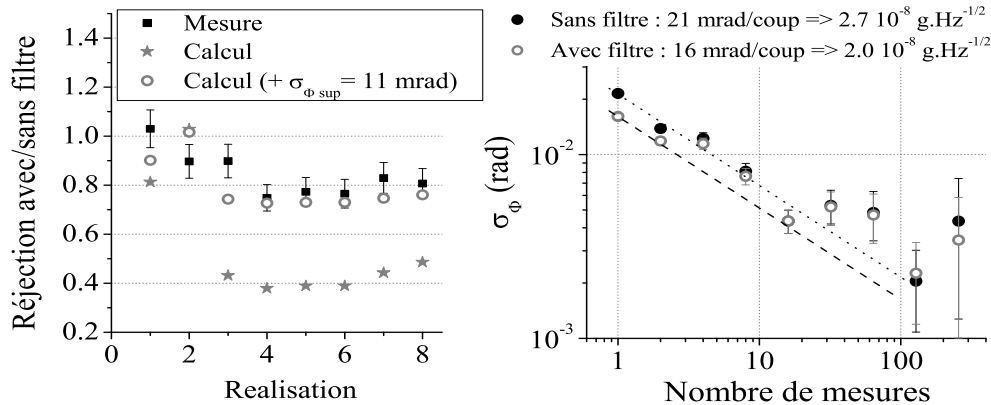 Réjection avec/sans filtre
1.4
1.2
1.0
0.8
0.6
0.4
0.2
Mesure
Calcul
Calcul (+ σΦ sup = 11 mrad)
0 2 4 6 8
Realisation
Sans filtre : 21 mrad/coup => 2.7 10^-8 g.Hz^-1/2
Avec filtre : 16 mrad/coup => 2.0 10^-8 g.Hz^-1/2
σΦ (rad)
10^-2
10^-3
1 10 100
Nombre de mesures